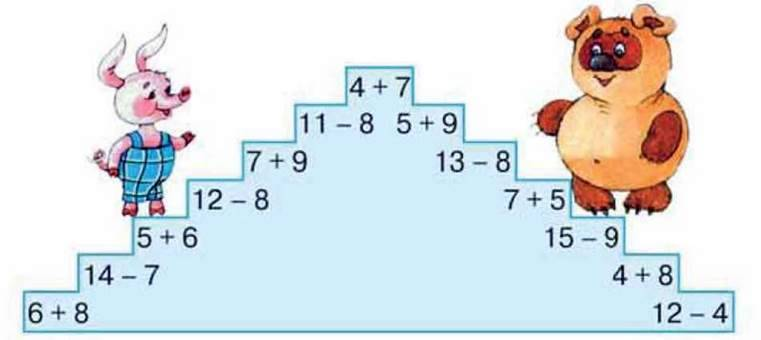 4 + 7
11 – 8 5 + 9
7 + 9 13 – 8
12 – 8 7 + 5
5 + 6 15 – 9
14 – 7 4 + 8
6 + 8 12 – 4